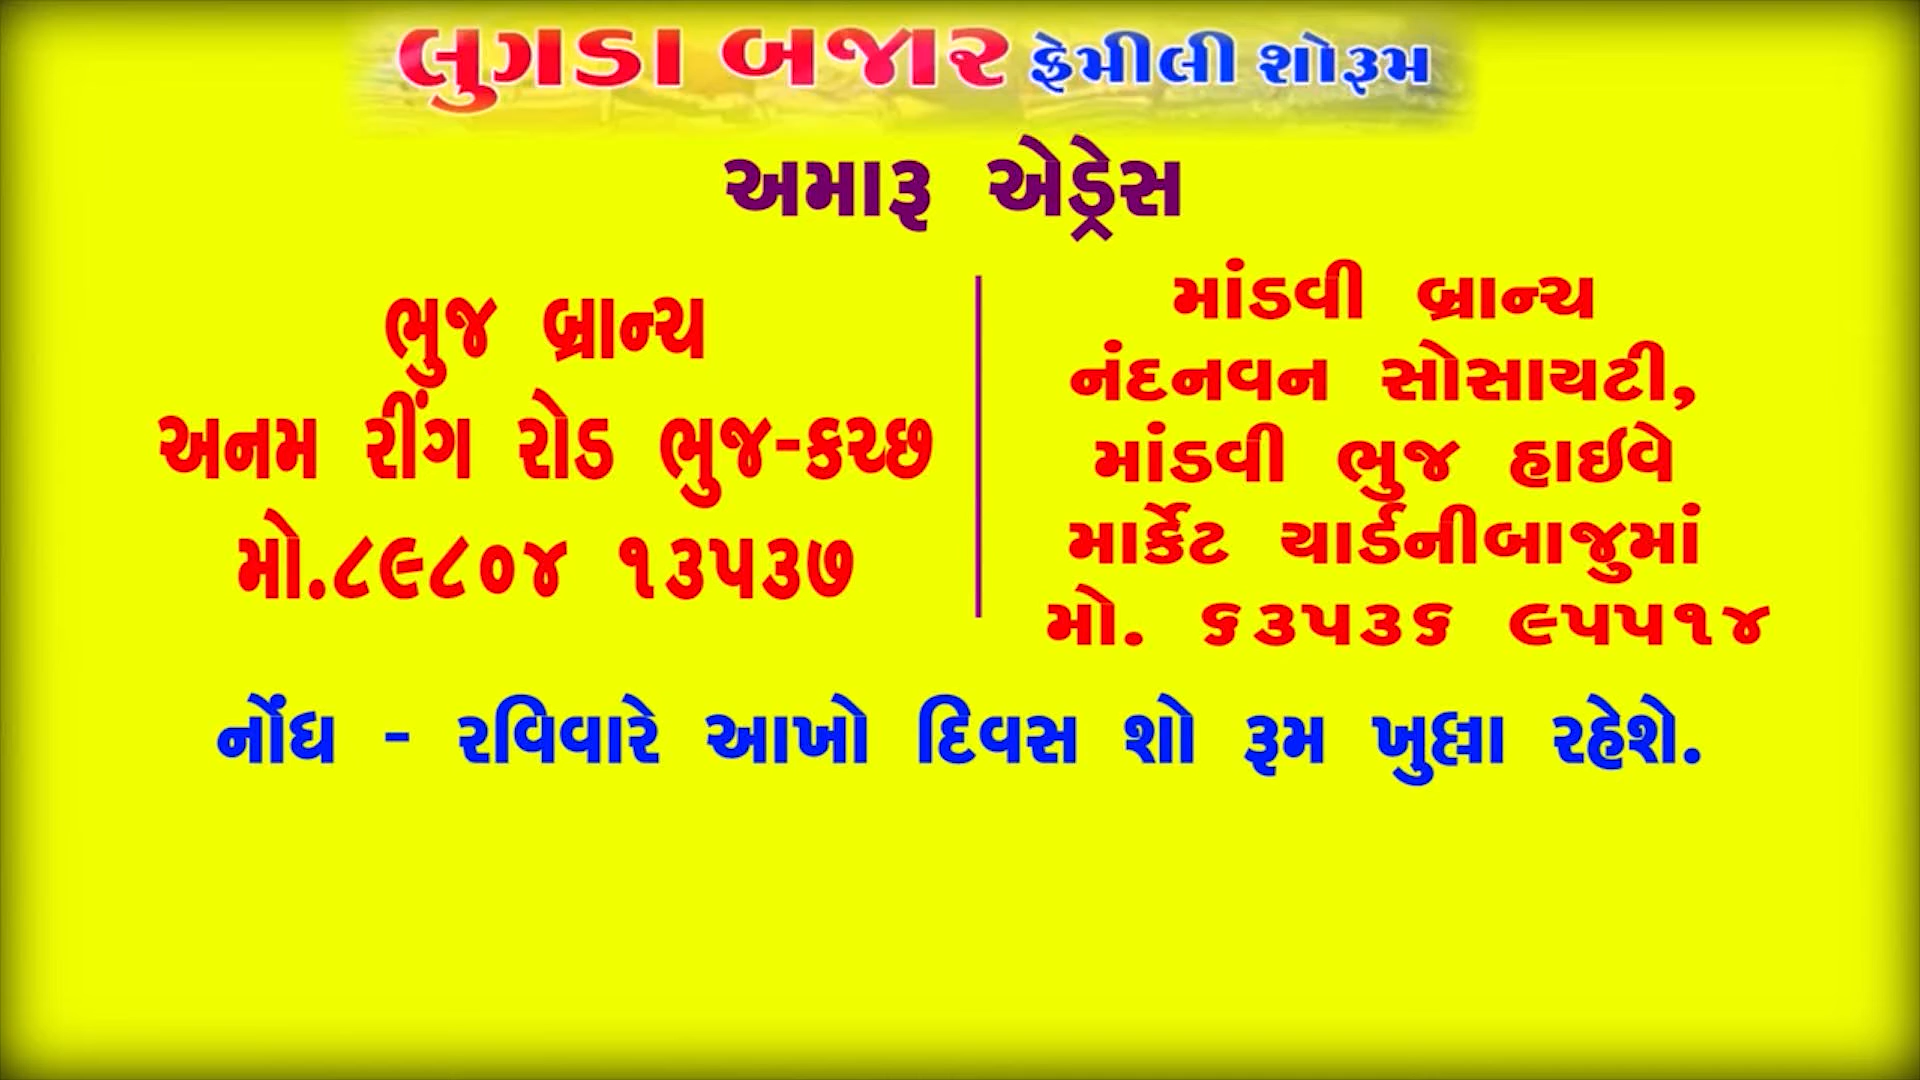 લુગડા બજાર ફેમીલી શોરૂમ
અમારૂ એડ્રેસ
ભુજ બ્રાન્ચ
અનમ રીંગ રોડ ભુજ-કચ્છ
મો.૮૯૮૦૪ ૧૩૫૩૭
માંડવી બ્રાન્ચ
નંદનવન સોસાયટી,
માંડવી ભુજ હાઇવે
માર્કેટ યાર્ડનીબાજુમાં
મો. ૬૩૫૩૬ ૯૫૫૧૪
નોંધ - રવિવારે આખો દિવસ શો રૂમ ખુલ્લા રહેશે.